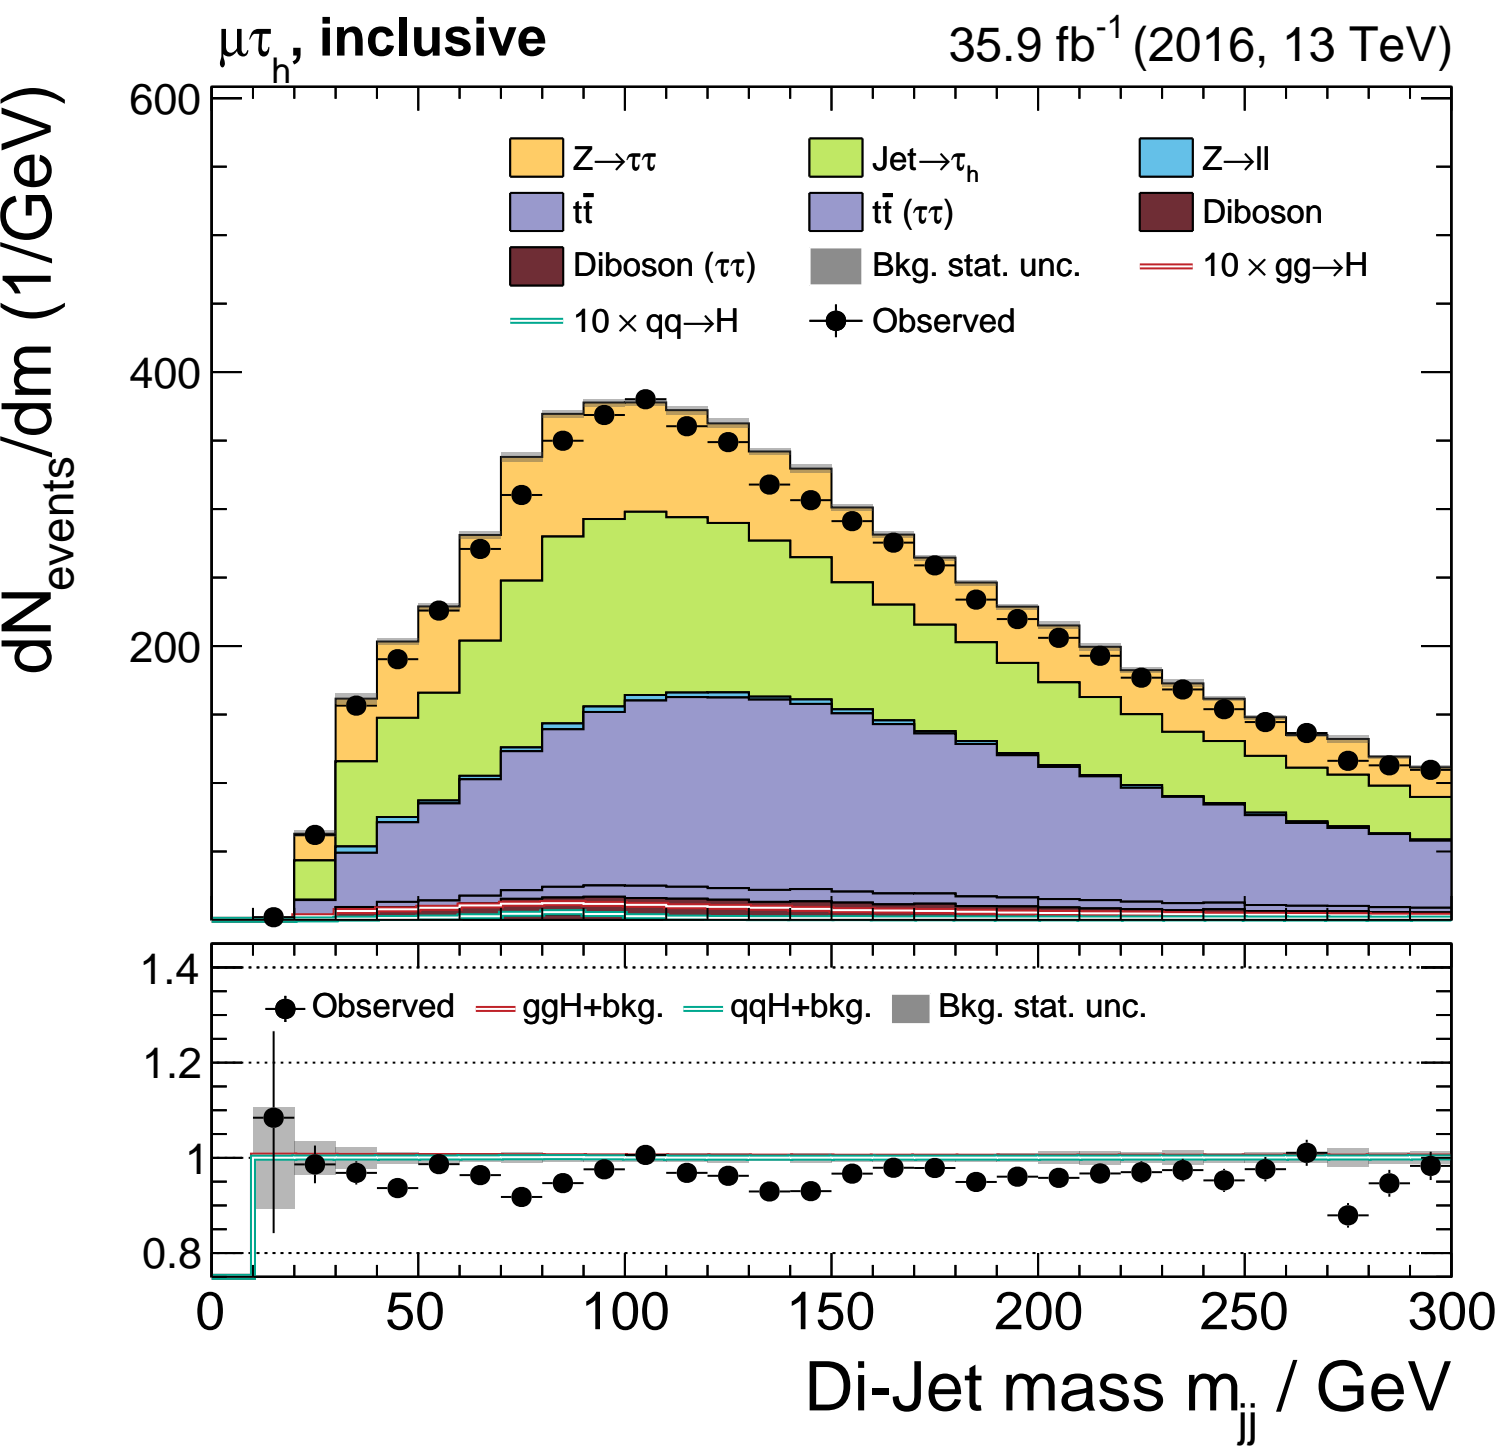 μτh, inclusive 35.9 fb-1 (2016, 13 TeV)
dNevents/dm (1/GeV)
600
400
200
Z→ττ Jet→τh Z→ll
tt̄ tt̄ (ττ) Diboson
Diboson (ττ) Bkg. stat. unc. 10 × gg→H
10 × qq→H Observed
1.4
1.2
1
0.8
Observed ggH+bkg. qqH+bkg. Bkg. stat. unc.
0 50 100 150 200 250 300
Di-Jet mass mjj / GeV